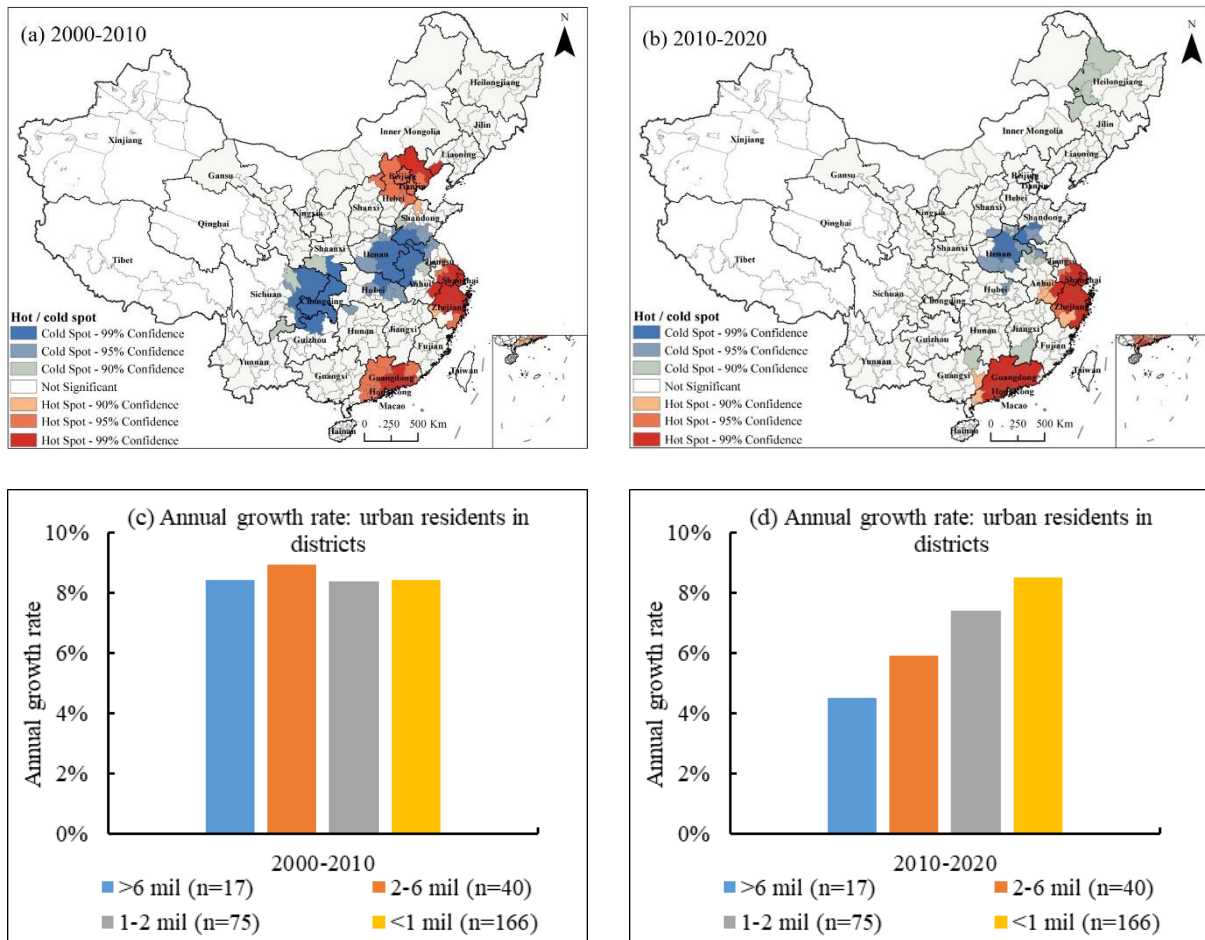 (a) 2000-2010
N
Heilongjiang
Jilin
Xinjiang
Inner Mongolia
Liaoning
Gansu
Beijing
Tianjin
Hebei
Ningxia
Shanxi
Shandong
Qinghai
Shaanxi
Henan
Jiangsu
Tibet
Anhui
Shanghai
Sichuan
Hubei
Chongqing
Zhejiang
Hunan
Jiangxi
Guizhou
Fujian
Yunnan
Taiwan
Guangxi
Guangdong
Hong Kong
Macao
Hainan
Hot / cold spot
Cold Spot - 99% Confidence
Cold Spot - 95% Confidence
Cold Spot - 90% Confidence
Not Significant
Hot Spot - 90% Confidence
Hot Spot - 95% Confidence
Hot Spot - 99% Confidence
0 250 500 Km
(b) 2010-2020
N
Heilongjiang
Jilin
Xinjiang
Inner Mongolia
Liaoning
Gansu
Beijing
Tianjin
Hebei
Ningxia
Shanxi
Shandong
Qinghai
Shaanxi
Henan
Jiangsu
Tibet
Anhui
Shanghai
Sichuan
Hubei
Chongqing
Zhejiang
Hunan
Jiangxi
Guizhou
Fujian
Yunnan
Taiwan
Guangxi
Guangdong
Hong Kong
Macao
Hainan
Hot / cold spot
Cold Spot - 99% Confidence
Cold Spot - 95% Confidence
Cold Spot - 90% Confidence
Not Significant
Hot Spot - 90% Confidence
Hot Spot - 95% Confidence
Hot Spot - 99% Confidence
0 250 500 Km
(c) Annual growth rate: urban residents in
districts
Annual growth rate
10%
8%
6%
4%
2%
0%
2000-2010
>6 mil (n=17)
2-6 mil (n=40)
1-2 mil (n=75)
<1 mil (n=166)
(d) Annual growth rate: urban residents in
districts
Annual growth rate
10%
8%
6%
4%
2%
0%
2010-2020
>6 mil (n=17)
2-6 mil (n=40)
1-2 mil (n=75)
<1 mil (n=166)